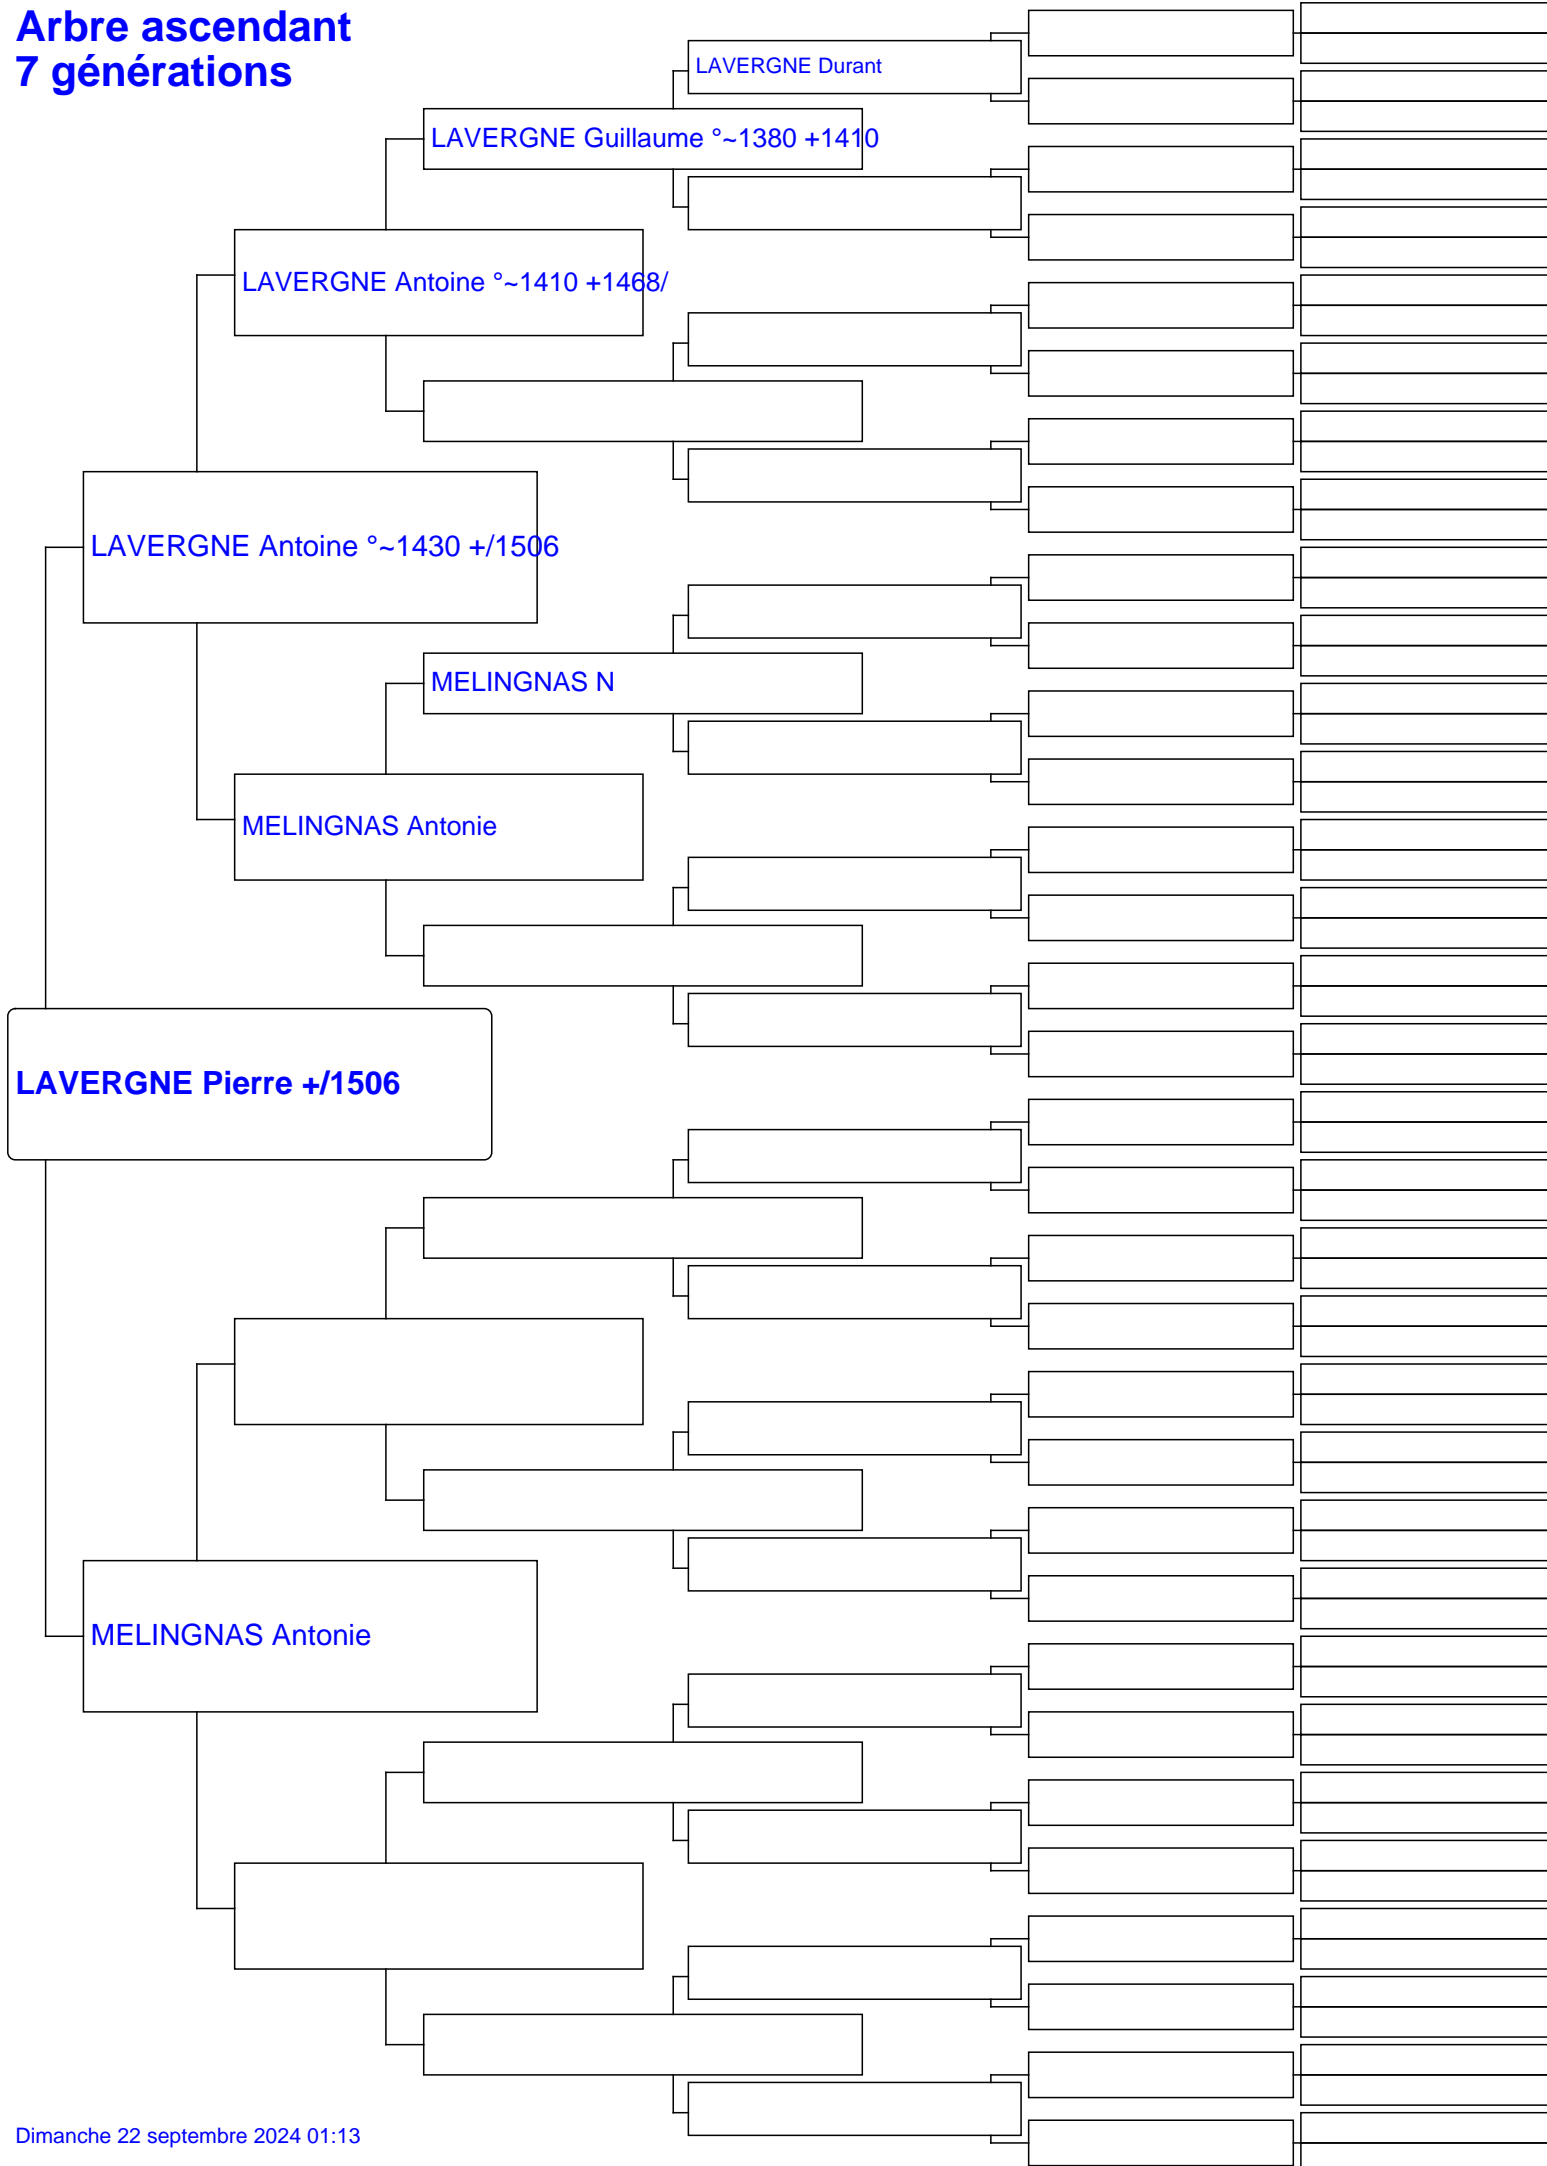 Arbre ascendant
7 générations
LAVERGNE Durant
LAVERGNE Guillaume °~1380 +1410
LAVERGNE Antoine °~1410 +1468/
LAVERGNE Antoine °~1430 +/1506
MELINGNAS N
MELINGNAS Antonie
LAVERGNE Pierre +/1506
MELINGNAS Antonie
Dimanche 22 septembre 2024 01:13